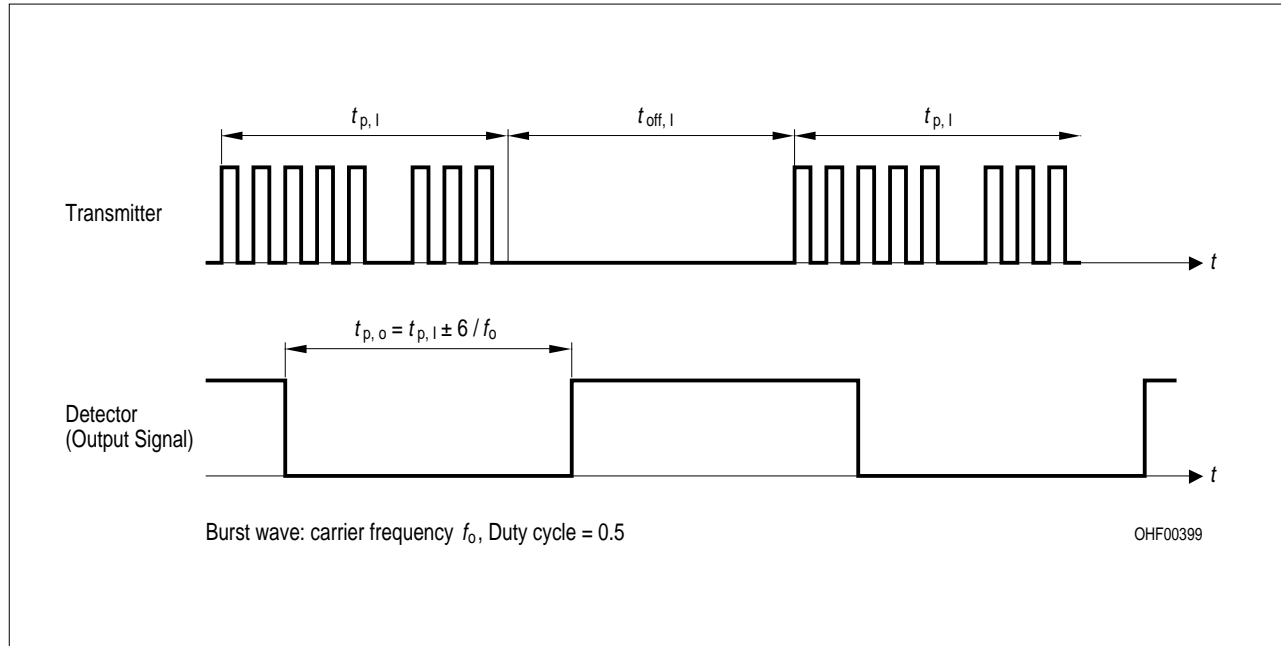 t p, I t off, I t p, I
Transmitter
t
t p, o = t p, I ± 6 / f o
Detector
(Output Signal)
t
Burst wave: carrier frequency f o, Duty cycle = 0.5
OHF00399